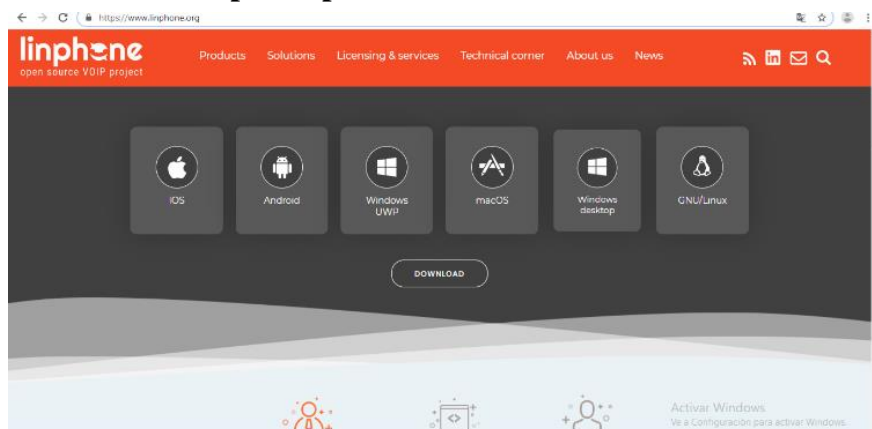 https://www.linphone.org
linphone
open source VOIP project
Products Solutions Licensing & services Technical corner About us News
iOS
Android
Windows
UWP
macOS
Windows
desktop
GNU/Linux
DOWNLOAD
Activar Windows
Ve a Configuración para activar Windows.